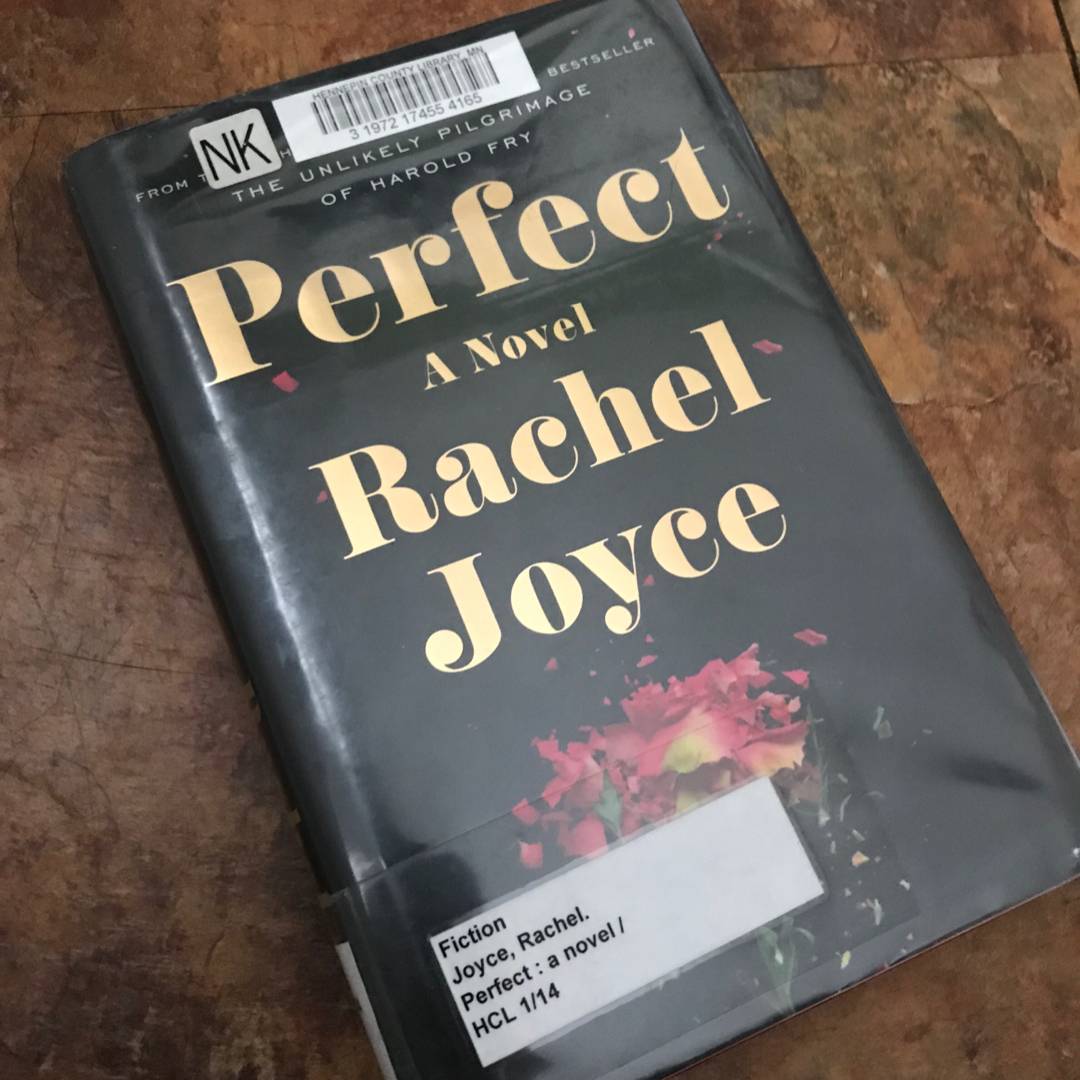 HENNEPIN COUNTY LIBRARY, MN
3 1972 17455 4165
NK
FROM BESTSELLER
THE UNLIKELY PILGRIMAGE
OF HAROLD FRY
Perfect
A Novel
Rachel
Joyce
Fiction
Joyce, Rachel.
Perfect : a novel /
HCL 1/14